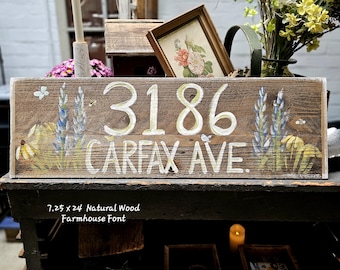 3186
CARFAX AVE.
7.25 x 24 Natural Wood
Farmhouse Font